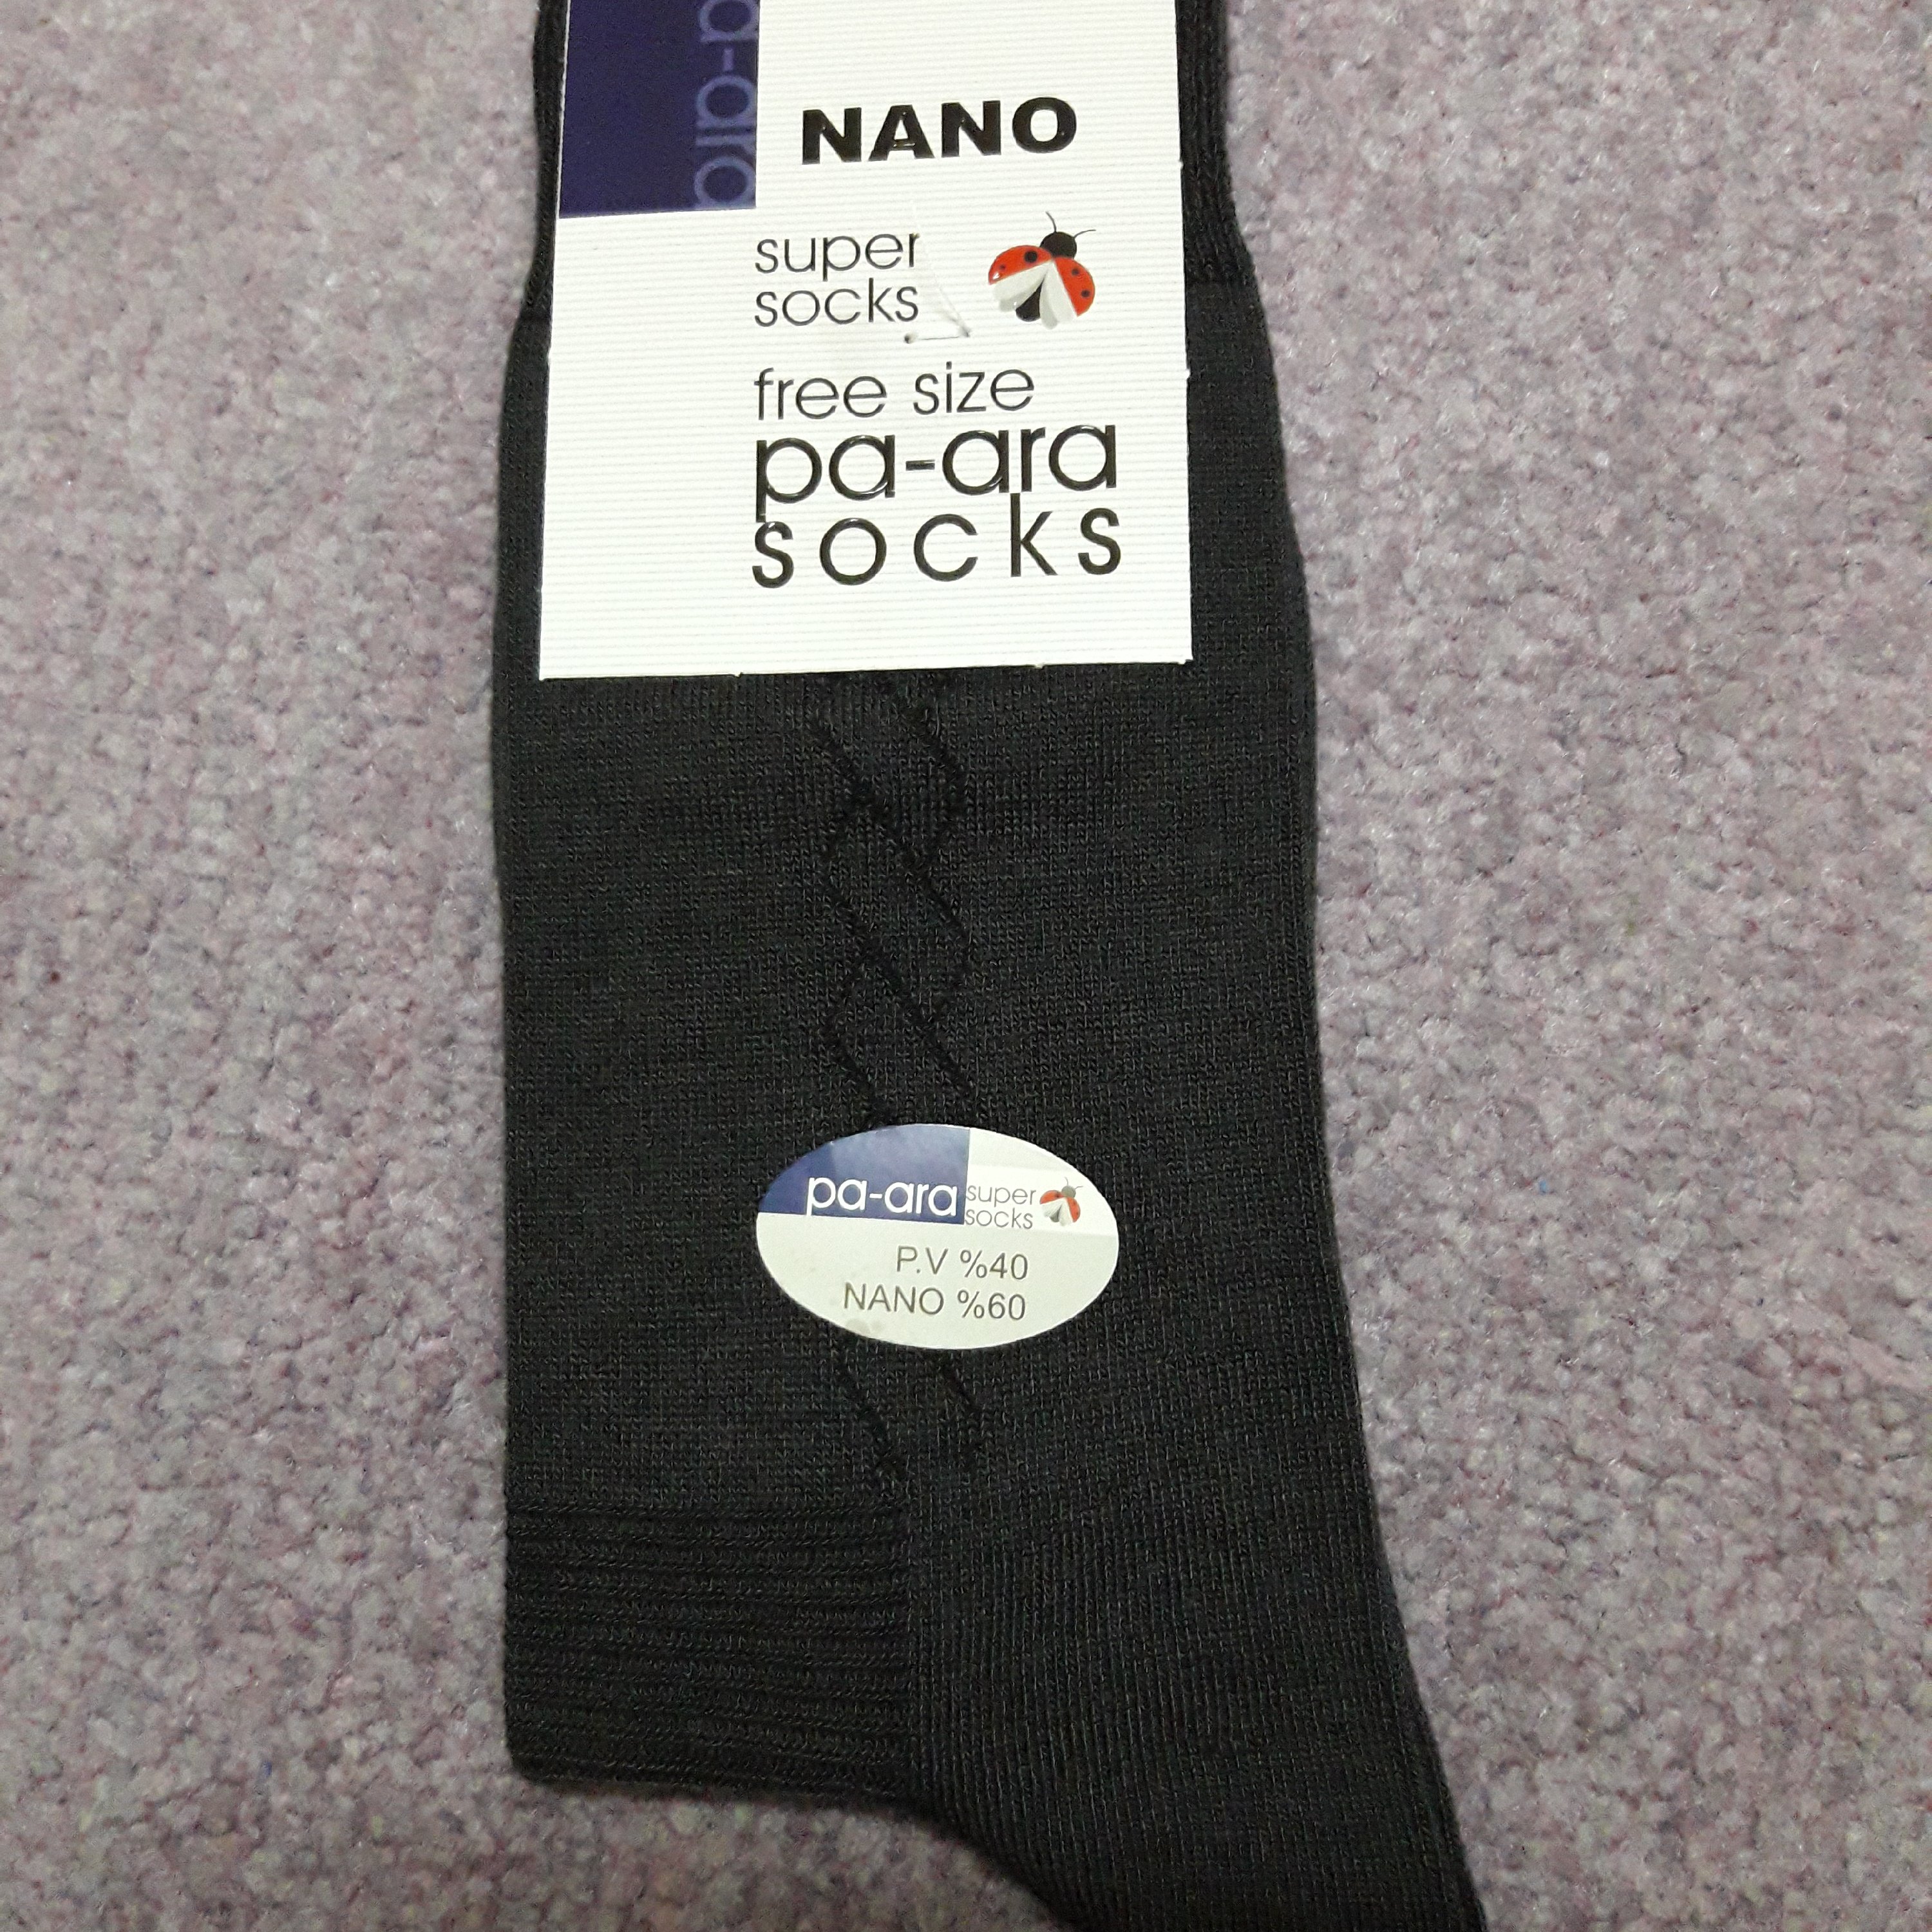 pa-ara
NANO
super
socks
free size
pa-ara
socks
pa-ara super
socks
P.V %40
NANO %60